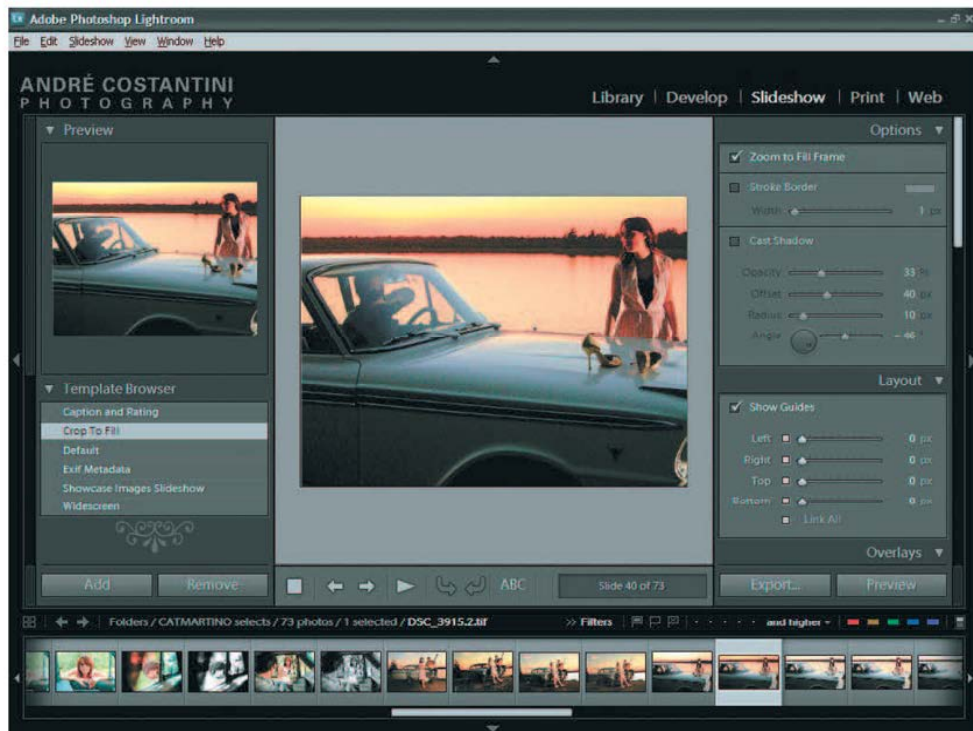 Adobe Photoshop Lightroom
File Edit Slideshow View Window Help
ANDRÉ COSTANTINI
PHOTOGRAPHY
Library | Develop | Slideshow | Print | Web
Preview
Options
Zoom to Fill Frame
Stroke Border
Width 1 px
Cast Shadow
Opacity 33 %
Offset 40 px
Radius 10 px
Angle - 46 °
Template Browser
Caption and Rating
Crop To Fill
Default
Exif Metadata
Showcase Images Slideshow
Widescreen
Layout
Show Guides
Left 0 px
Right 0 px
Top 0 px
Bottom 0 px
Link All
Overlays
Add Remove
ABC
Slide 40 of 73
Export... Preview
Folders / CATMARTINO selects / 73 photos / 1 selected / DSC_3915.2.tif
>> Filters
and higher